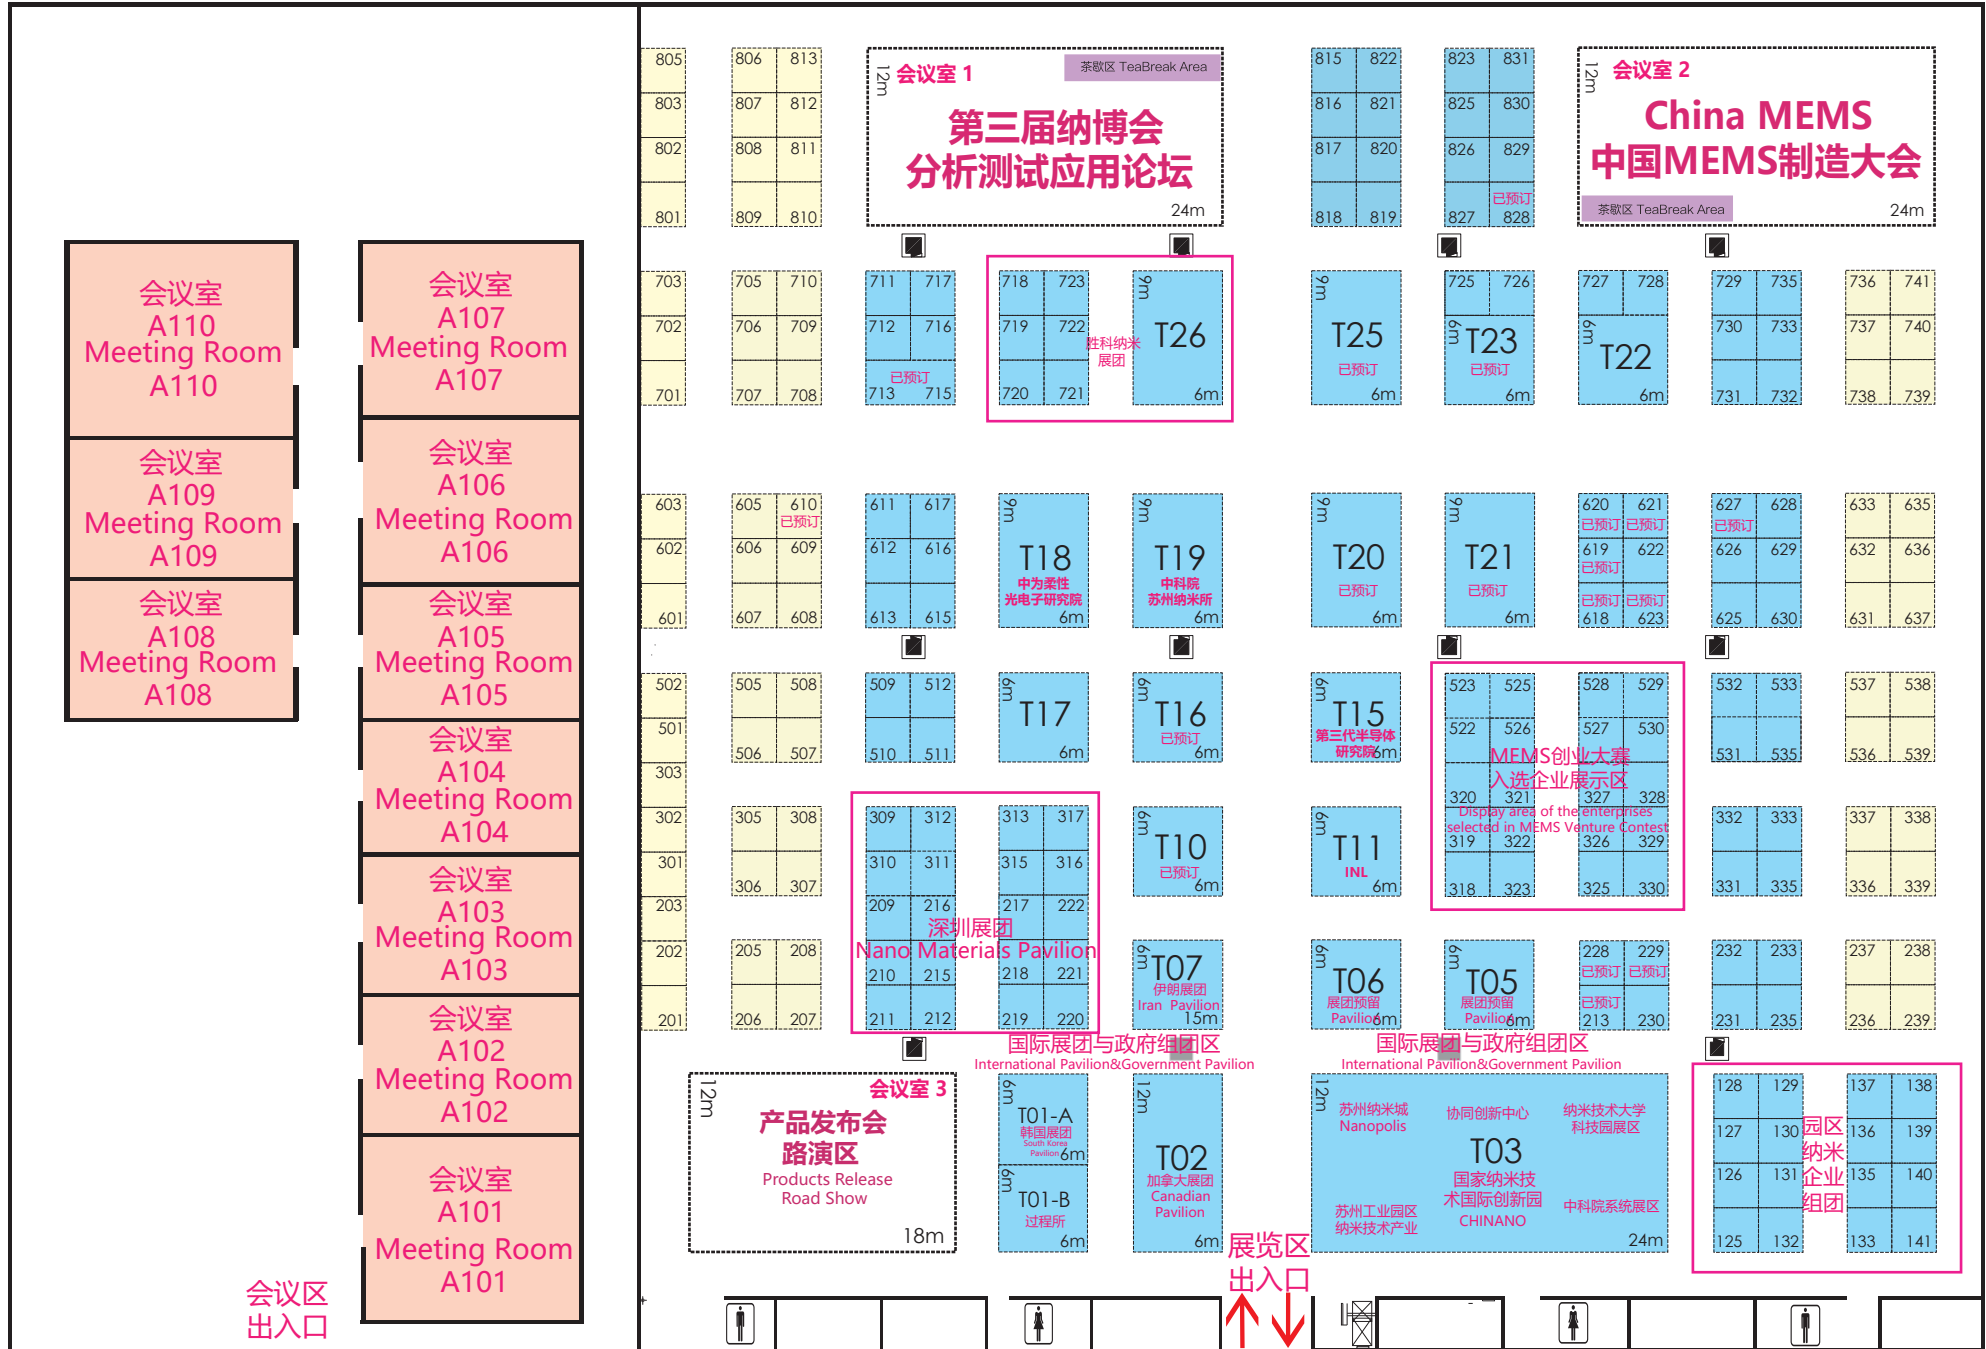 805
803
802
801
806 813
807 812
808 811
809 810
12m
会议室 1
茶歇区 TeaBreak Area
第三届纳博会
分析测试应用论坛
24m
815 822
816 821
817 820
818 819
823 831
825 830
826 829
已预订
827 828
12m
会议室 2
China MEMS
中国MEMS制造大会
茶歇区 TeaBreak Area
24m
703
702
701
705 710
706 709
707 708
711 717
712 716
已预订
713 715
718 723
719 722
720 721
胜科纳米
展团
9m
T26
6m
9m
T25
已预订
6m
725 726
6m
T23
已预订
6m
727 728
6m
T22
6m
729 735
730 733
731 732
736 741
737 740
738 739
603
602
601
605 610
已预订
606 609
607 608
611 617
612 616
613 615
9m
T18
中为柔性
光电子研究院
6m
9m
T19
中科院
苏州纳米所
6m
9m
T20
已预订
6m
9m
T21
已预订
6m
620 621
已预订 已预订
619 622
已预订
已预订 已预订
618 623
627 628
已预订
626 629
625 630
633 635
632 636
631 637
502
501
303
302
301
203
202
201
505 508
506 507
509 512
510 511
6m
T17
6m
6m
T16
已预订
6m
6m
T15
第三代半导体
研究院
6m
523 525
522 526
320 321
319 322
318 323
528 529
527 530
327 328
326 329
325 330
MEMS创业大赛
入选企业展示区
Display area of the enterprises
selected in MEMS Venture Contest
532 533
531 535
537 538
536 539
305 308
306 307
309 312
310 311
209 216
210 215
211 212
313 317
315 316
217 222
218 221
219 220
深圳展团
Nano Materials Pavilion
6m
T10
已预订
6m
6m
T11
INL
6m
332 333
331 335
337 338
336 339
205 208
206 207
6m
T07
伊朗展团
Iran Pavilion
15m
6m
T06
展团预留
Pavilion
6m
6m
T05
展团预留
Pavilion
6m
228 229
已预订 已预订
已预订
213 230
232 233
231 235
237 238
236 239
国际展团与政府组团区
International Pavilion&Government Pavilion
国际展团与政府组团区
International Pavilion&Government Pavilion
12m
会议室 3
产品发布会
路演区
Products Release
Road Show
18m
6m
T01-A
韩国展团
South Korea
Pavilion
6m
6m
T01-B
过程所
6m
12m
T02
加拿大展团
Canadian
Pavilion
6m
12m
苏州纳米城
Nanopolis
协同创新中心
纳米技术大学
科技园展区
T03
国家纳米技
术国际创新园
CHINANO
苏州工业园区
纳米技术产业
中科院系统展区
24m
128 129
127 130
126 131
125 132
园区
纳米
企业
组团
137 138
136 139
135 140
133 141
展览区
出入口
会议室
A110
Meeting Room
A110
会议室
A109
Meeting Room
A109
会议室
A108
Meeting Room
A108
会议室
A107
Meeting Room
A107
会议室
A106
Meeting Room
A106
会议室
A105
Meeting Room
A105
会议室
A104
Meeting Room
A104
会议室
A103
Meeting Room
A103
会议室
A102
Meeting Room
A102
会议室
A101
Meeting Room
A101
会议区
出入口